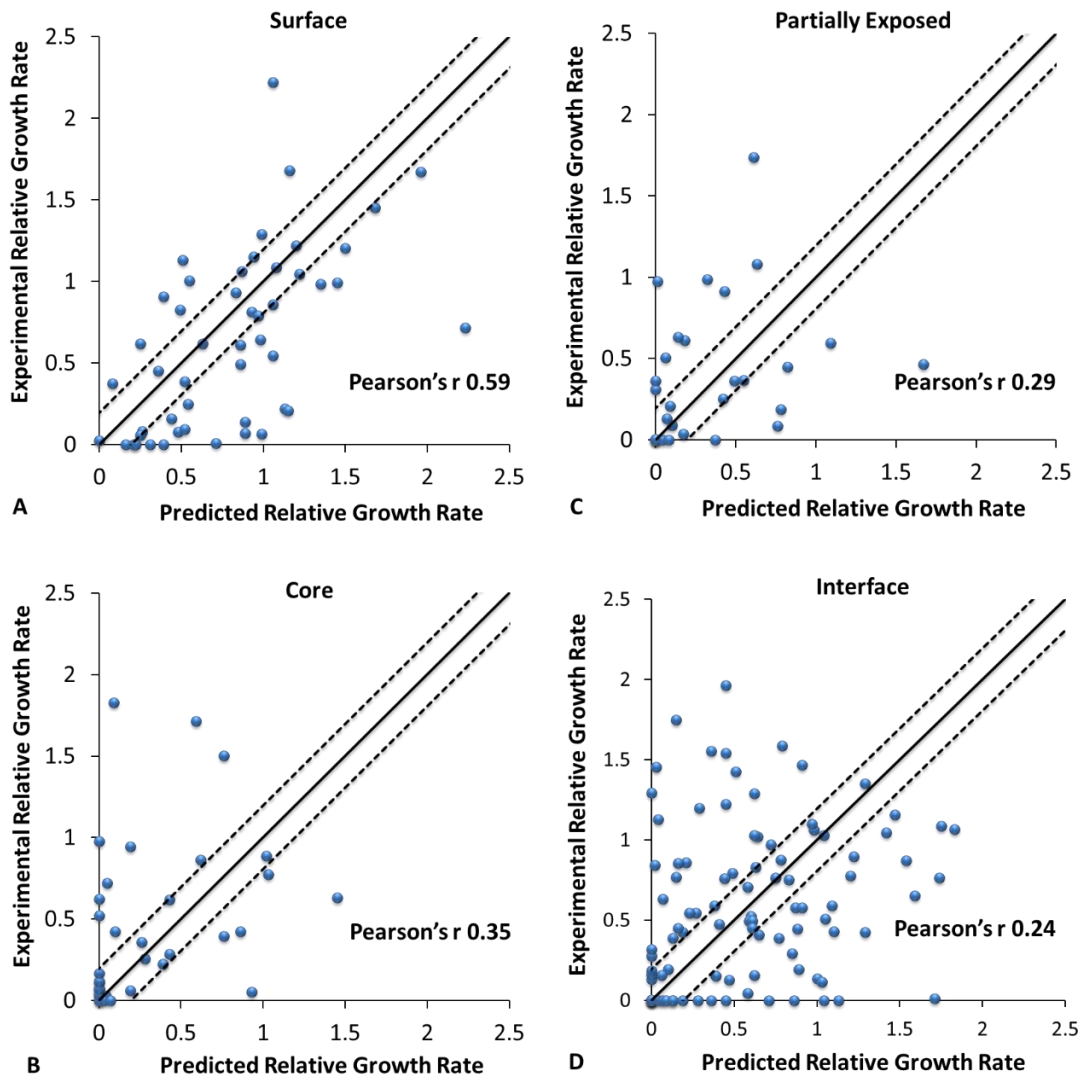 Surface
Experimental Relative Growth Rate
2.5
2
1.5
1
0.5
0
0
0.5
1
1.5
2
2.5
Pearson's r 0.59
A
Predicted Relative Growth Rate
Partially Exposed
Experimental Relative Growth Rate
2.5
2
1.5
1
0.5
0
0
0.5
1
1.5
2
2.5
Pearson's r 0.29
C
Predicted Relative Growth Rate
Core
Experimental Relative Growth Rate
2.5
2
1.5
1
0.5
0
0
0.5
1
1.5
2
2.5
Pearson's r 0.35
B
Predicted Relative Growth Rate
Interface
Experimental Relative Growth Rate
2.5
2
1.5
1
0.5
0
0
0.5
1
1.5
2
2.5
Pearson's r 0.24
D
Predicted Relative Growth Rate